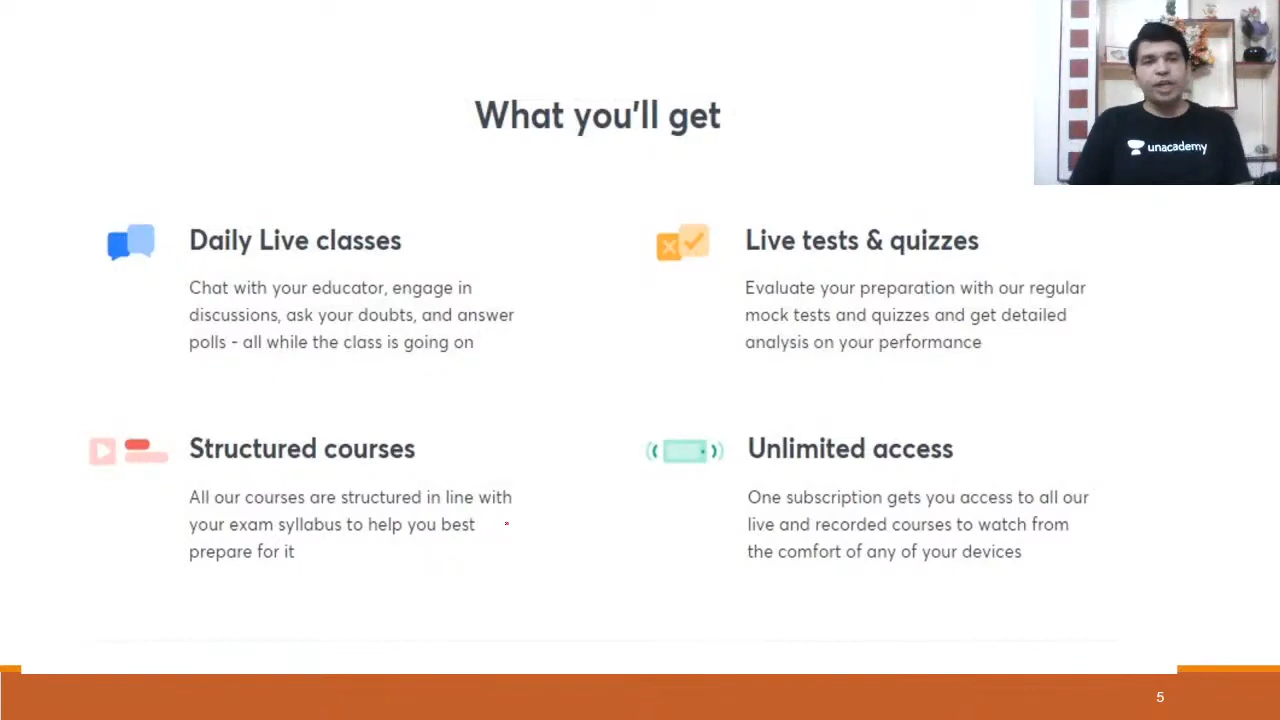 What you'll get
unacademy
Daily Live classes
Chat with your educator, engage in
discussions, ask your doubts, and answer
polls - all while the class is going on
Live tests & quizzes
Evaluate your preparation with our regular
mock tests and quizzes and get detailed
analysis on your performance
Structured courses
All our courses are structured in line with
your exam syllabus to help you best
prepare for it
Unlimited access
One subscription gets you access to all our
live and recorded courses to watch from
the comfort of any of your devices
5